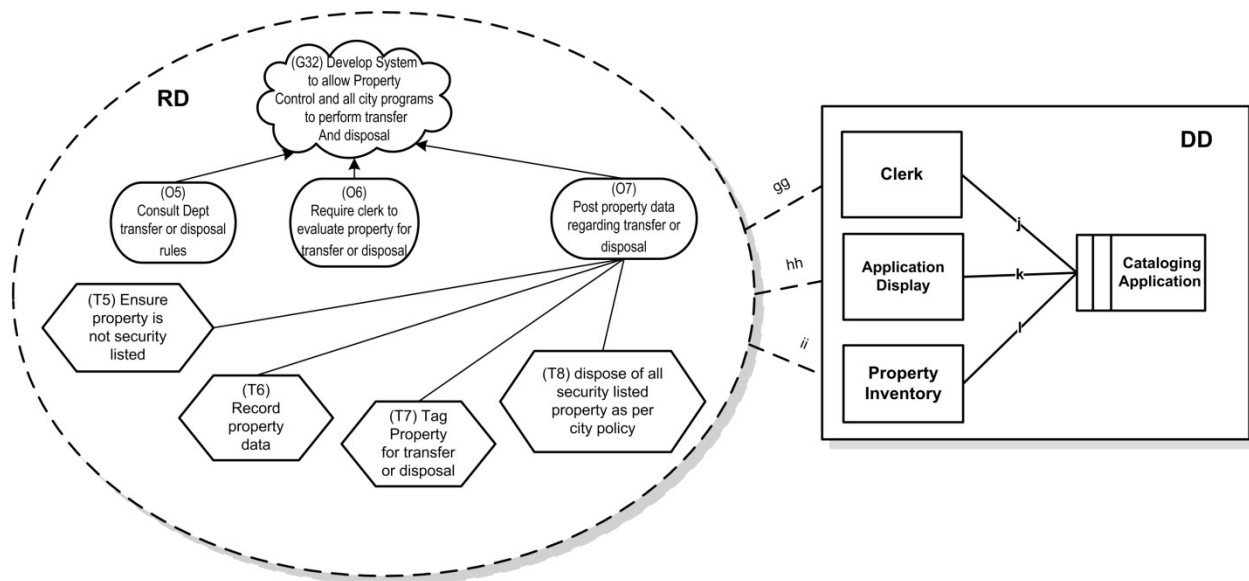 (G32) Develop System
to allow Property
Control and all city programs
to perform transfer
And disposal
RD
(O5)
Consult Dept
transfer or disposal
rules
(O6)
Require clerk to
evaluate property for
transfer or disposal
(O7)
Post property data
regarding transfer or
disposal
(T5) Ensure
property is
not security
listed
(T6)
Record
property
data
(T7) Tag
Property
for transfer
or disposal
(T8) dispose of all
security listed
property as per
city policy
gg
hh
ii
DD
Clerk
Application
Display
Property
Inventory
j
k
l
Cataloging
Application